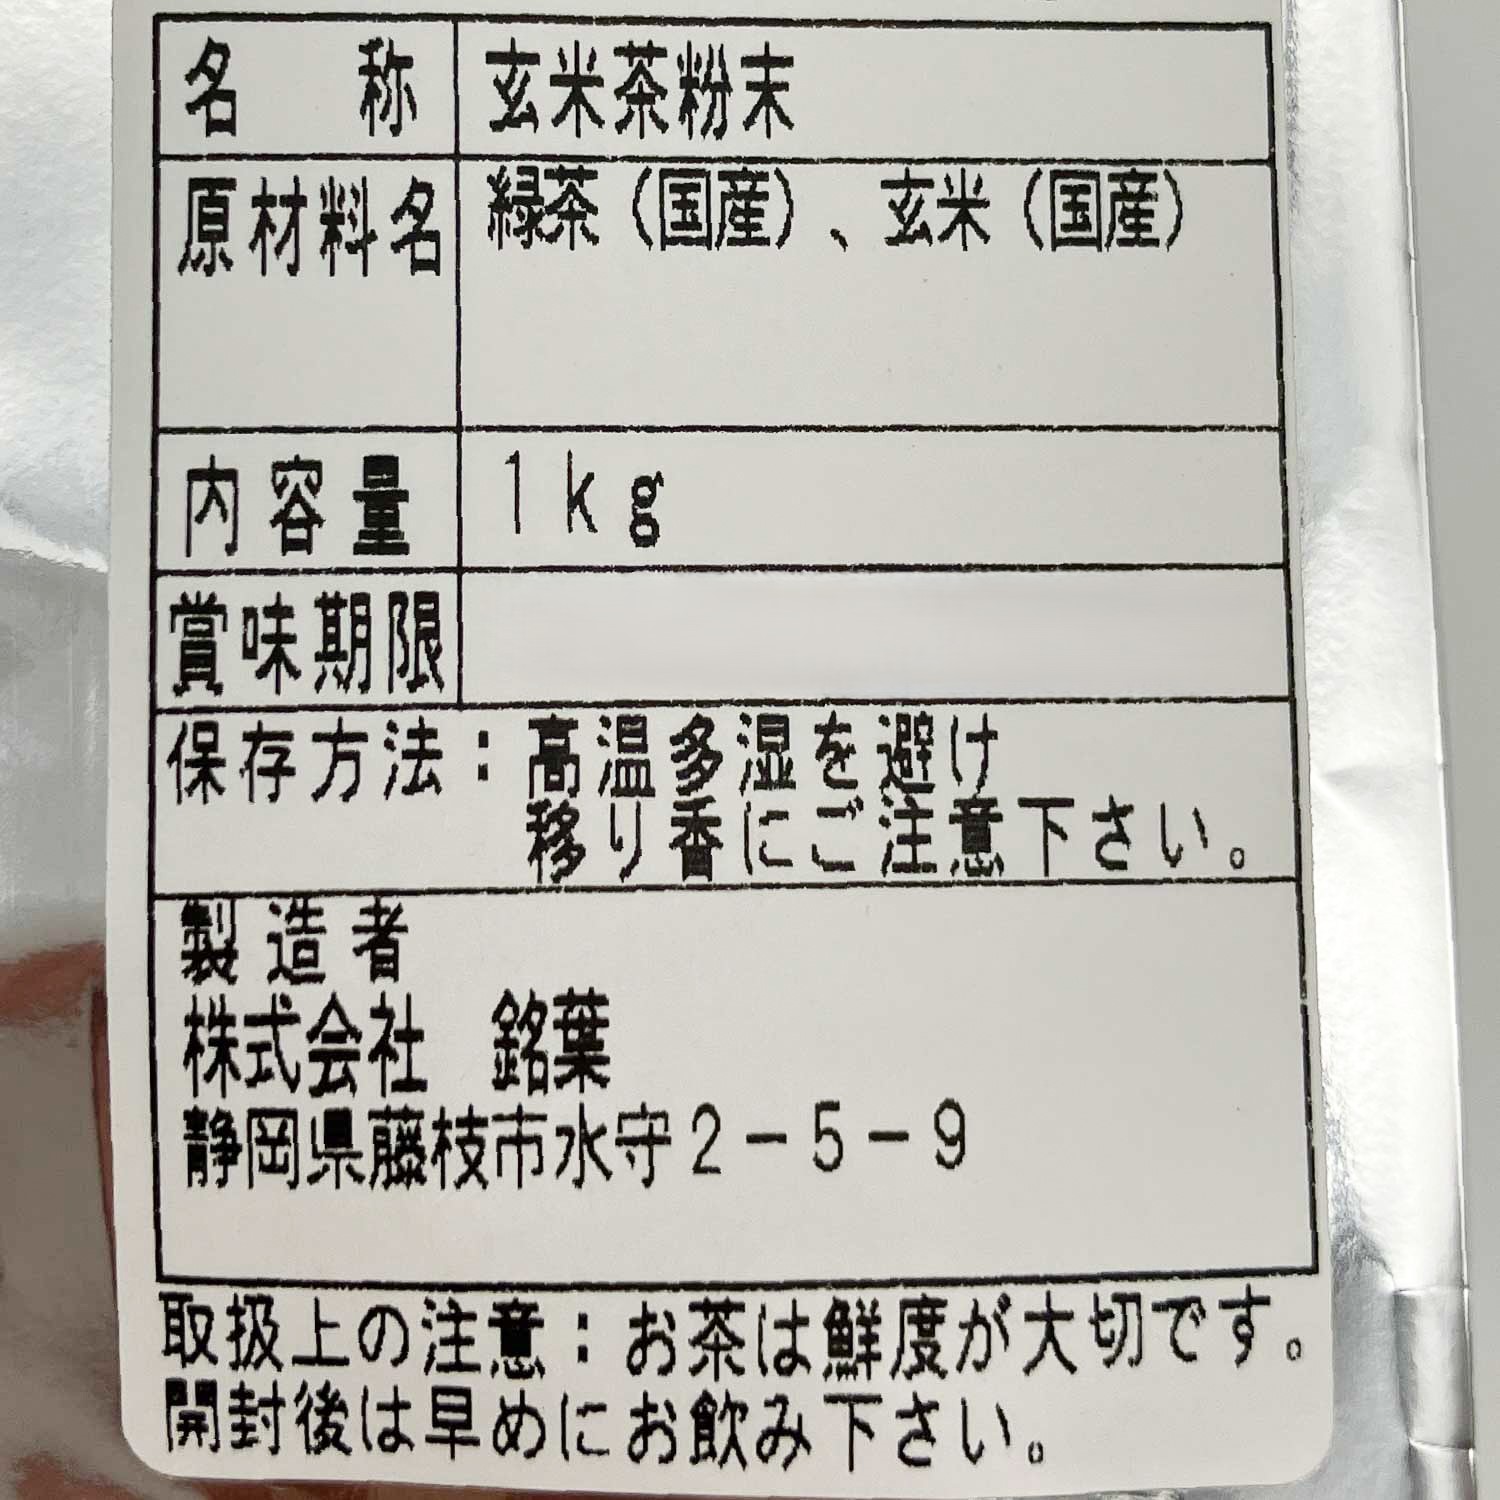 名　称　玄米茶粉末
原材料名　緑茶（国産）、玄米（国産）
内容量　1kg
賞味期限
保存方法：高温多湿を避け
移り香にご注意下さい。
製造者
株式会社　銘葉
静岡県藤枝市水守2－5－9
取扱上の注意：お茶は鮮度が大切です。
開封後は早めにお飲み下さい。